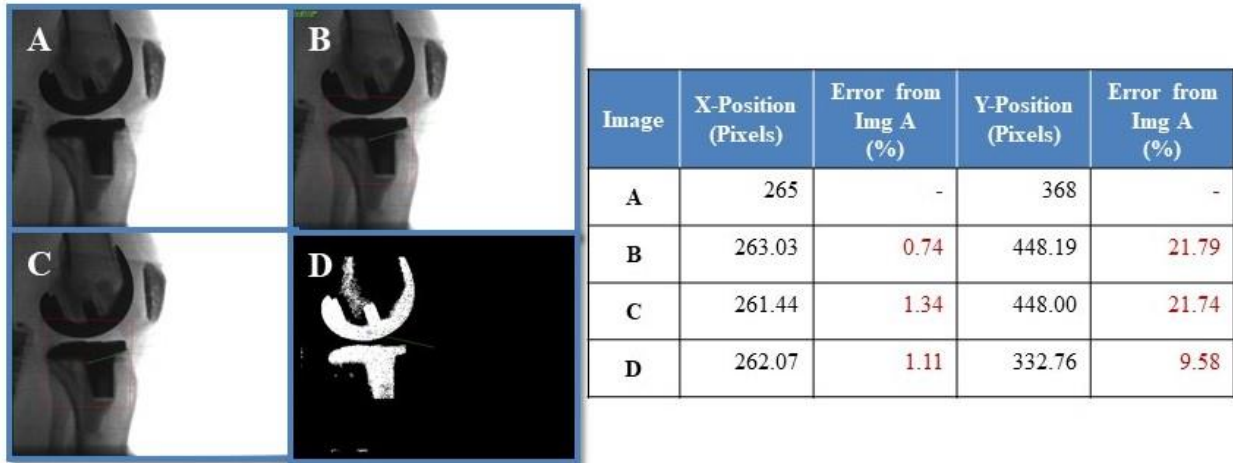 A
B
C
D
Image X-Position (Pixels) Error from Img A (%) Y-Position (Pixels) Error from Img A (%)
A 265 - 368 -
B 263.03 0.74 448.19 21.79
C 261.44 1.34 448.00 21.74
D 262.07 1.11 332.76 9.58